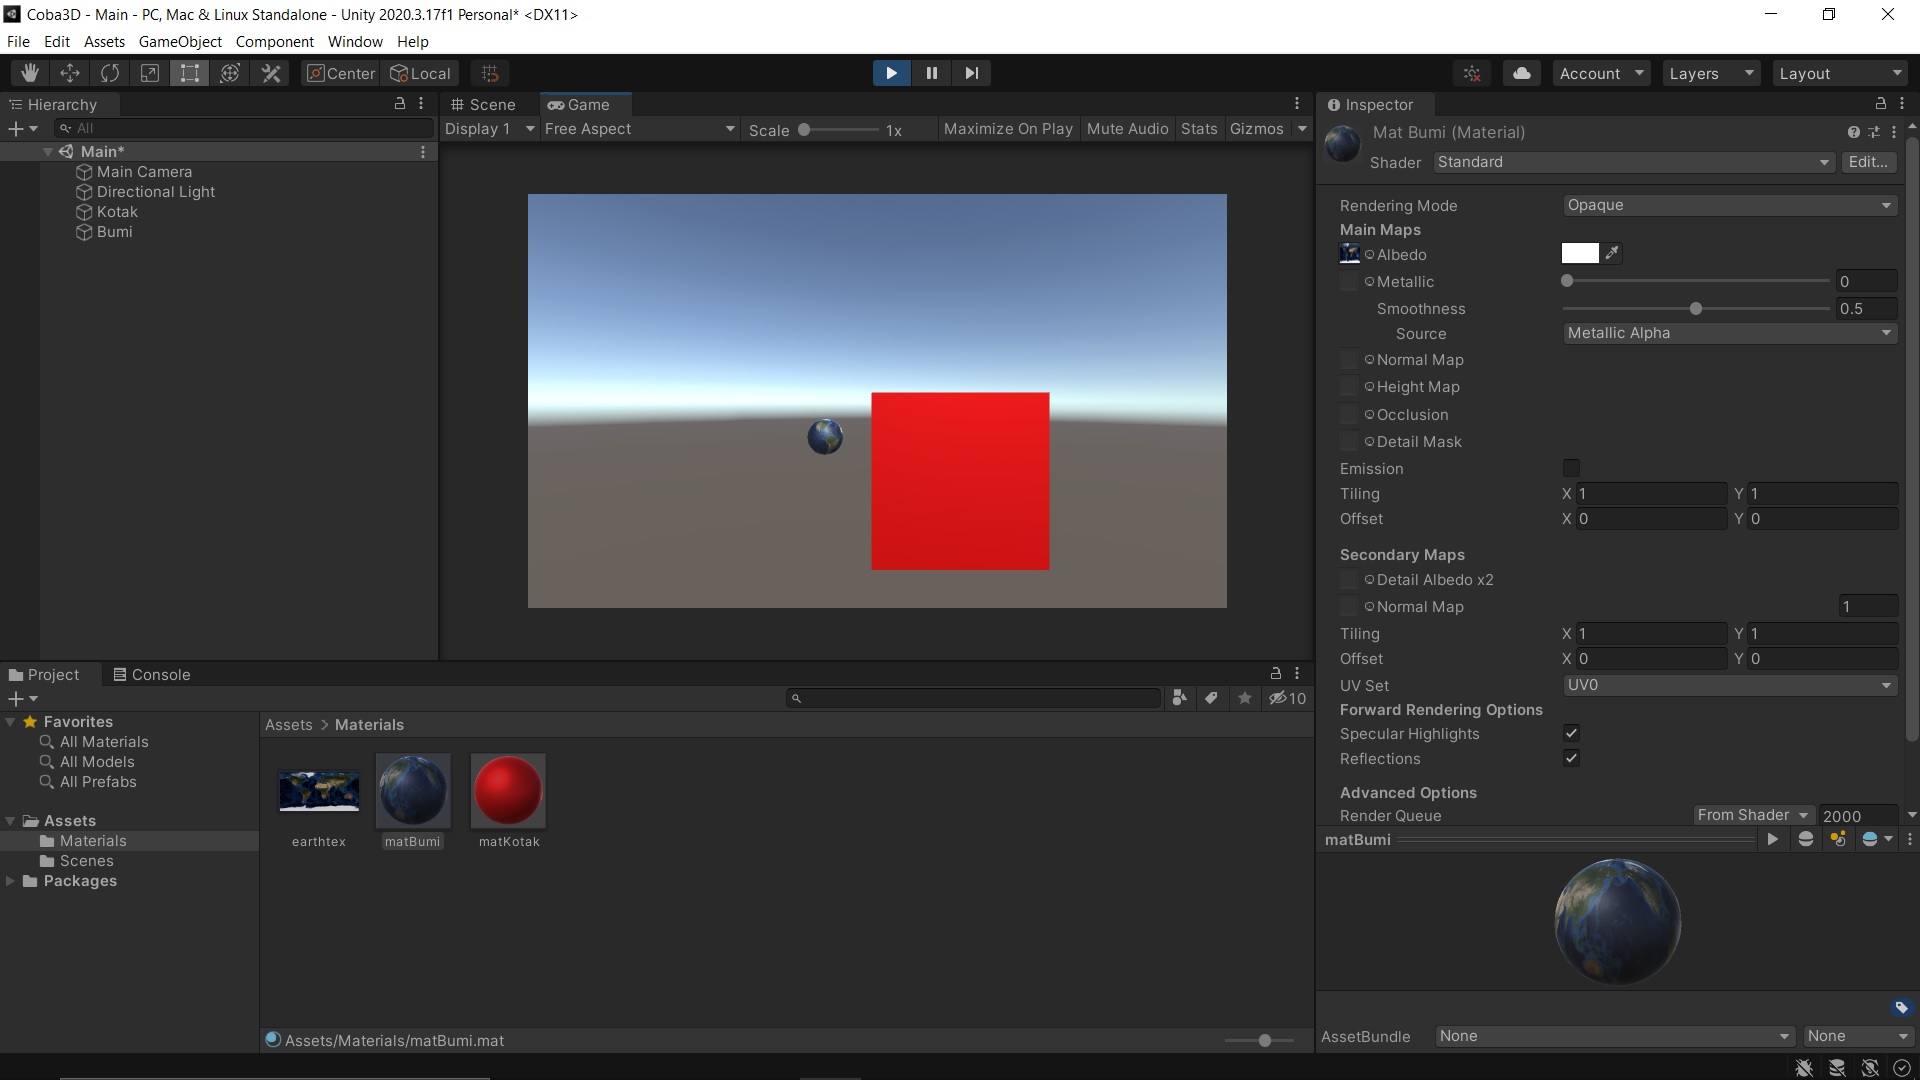 Coba3D - Main - PC, Mac & Linux Standalone - Unity 2020.3.17f1 Personal* <DX11>
File Edit Assets GameObject Component Window Help
Center Local Account Layers Layout
Hierarchy
All
Main*
Main Camera
Directional Light
Kotak
Bumi
Scene Game
Display 1 Free Aspect Scale 1x Maximize On Play Mute Audio Stats Gizmos
Inspector
Mat Bumi (Material)
Shader Standard Edit...
Rendering Mode Opaque
Main Maps
Albedo
Metallic 0
Smoothness 0.5
Source Metallic Alpha
Normal Map
Height Map
Occlusion
Detail Mask
Emission
Tiling X 1 Y 1
Offset X 0 Y 0
Secondary Maps
Detail Albedo x2
Normal Map 1
Tiling X 1 Y 1
Offset X 0 Y 0
UV Set UV0
Forward Rendering Options
Specular Highlights
Reflections
Advanced Options
Render Queue From Shader 2000
matBumi
AssetBundle None None
Project Console
10
Favorites
All Materials
All Models
All Prefabs
Assets
Materials
Scenes
Packages
Assets > Materials
earthtex matBumi matKotak
Assets/Materials/matBumi.mat